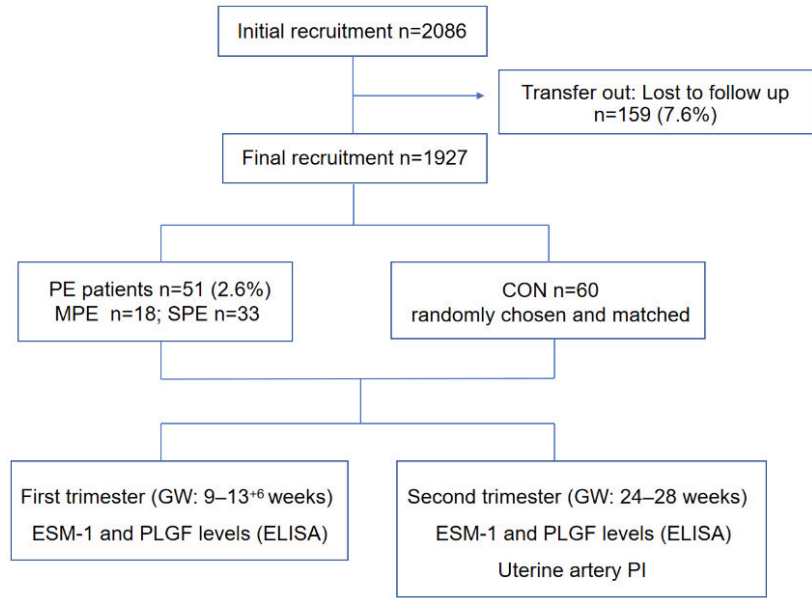 Initial recruitment n=2086
Transfer out: Lost to follow up
n=159 (7.6%)
Final recruitment n=1927
PE patients n=51 (2.6%)
MPE n=18; SPE n=33
CON n=60
randomly chosen and matched
First trimester (GW: 9–13⁺⁶ weeks)
ESM-1 and PLGF levels (ELISA)
Second trimester (GW: 24–28 weeks)
ESM-1 and PLGF levels (ELISA)
Uterine artery PI